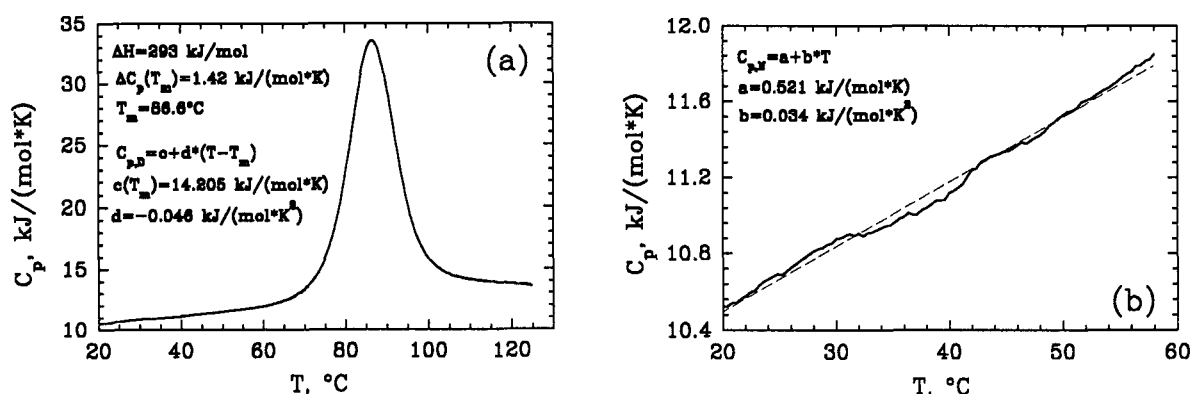 35
30
25
20
15
10
20 40 60 80 100 120
C_p, kJ/(mol*K)
T, °C
(a)
ΔH=293 kJ/mol
ΔC_p(T_m)=1.42 kJ/(mol*K)
T_m=86.6°C
C_p,D=c+d*(T−T_m)
c(T_m)=14.205 kJ/(mol*K)
d=−0.046 kJ/(mol*K²)
12.0
11.6
11.2
10.8
10.4
20 30 40 50 60
C_p, kJ/(mol*K)
T, °C
(b)
C_p,N=a+b*T
a=0.521 kJ/(mol*K)
b=0.034 kJ/(mol*K²)